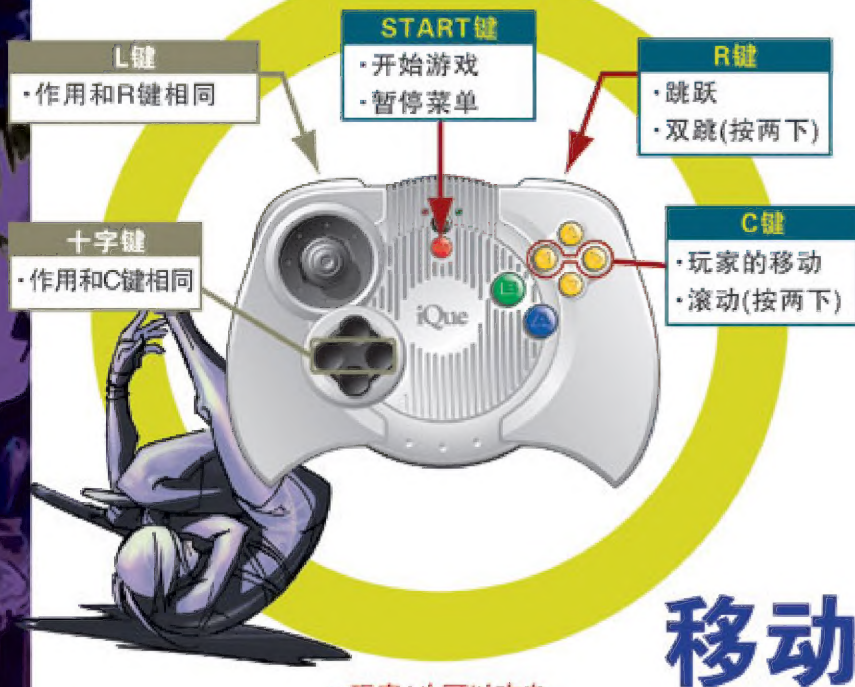 START键
·开始游戏
·暂停菜单
L键
·作用和R键相同
R键
·跳跃
·双跳(按两下)
十字键
·作用和C键相同
C键
·玩家的移动
·滚动(按两下)
B
A
iQue
移动